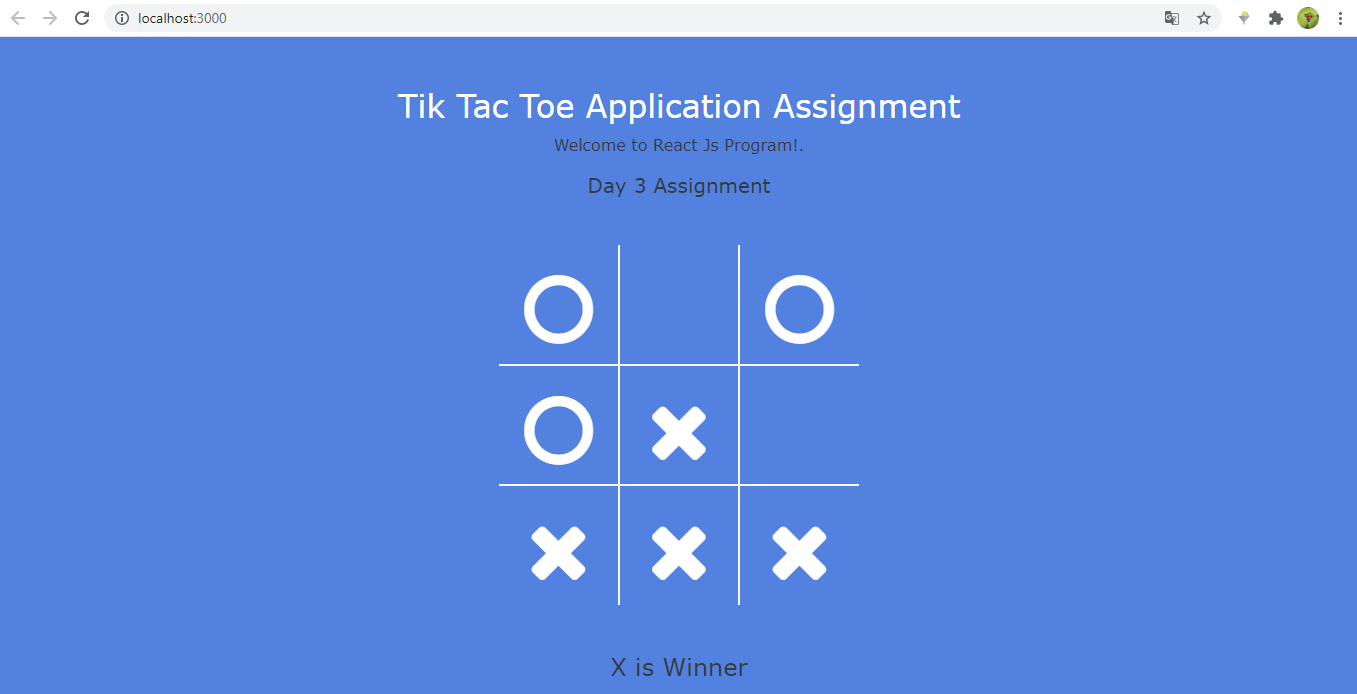 localhost:3000
Tik Tac Toe Application Assignment
Welcome to React Js Program!.
Day 3 Assignment
X is Winner